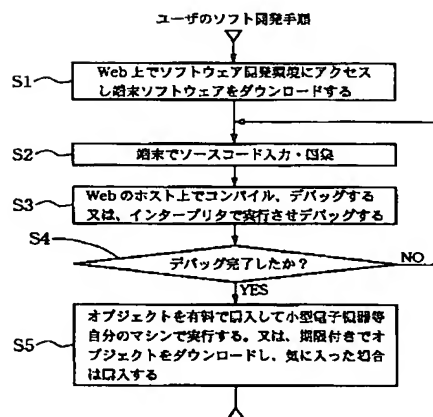 ユーザのソフト開発手順
S1
Web上でソフトウェア開発環境にアクセス
し端末ソフトウェアをダウンロードする
S2
端末でソースコード入力・編集
S3
Webのホスト上でコンパイル、デバッグする
又は、インタープリタで実行させデバッグする
S4
デバッグ完了したか？
NO
YES
S5
オブジェクトを有料で購入して小型電子機器等
自分のマシンで実行する。又は、期限付きでオ
ブジェクトをダウンロードし、気に入った場合
は購入する